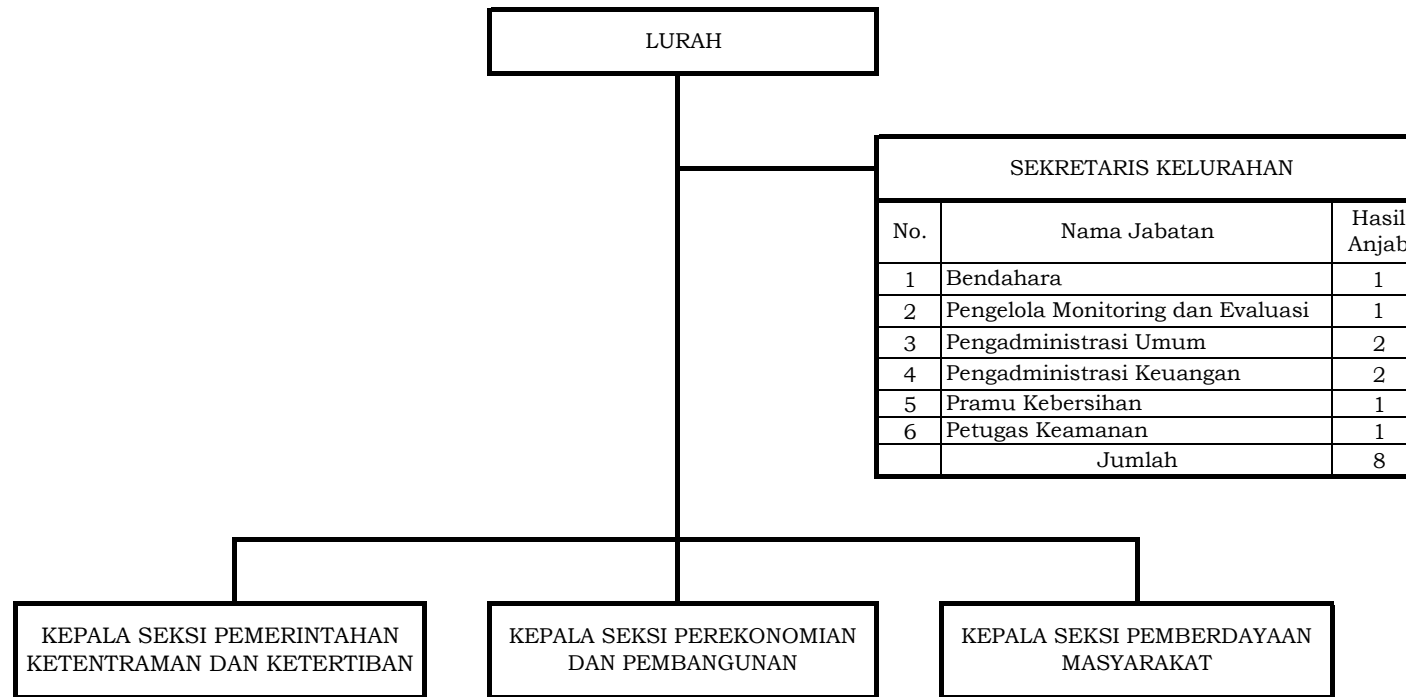 LURAH
SEKRETARIS KELURAHAN
No. Nama Jabatan Hasil
Anjab
1 Bendahara 1
2 Pengelola Monitoring dan Evaluasi 1
3 Pengadministrasi Umum 2
4 Pengadministrasi Keuangan 2
5 Pramu Kebersihan 1
6 Petugas Keamanan 1
Jumlah 8
KEPALA SEKSI PEMERINTAHAN
KETENTRAMAN DAN KETERTIBAN
KEPALA SEKSI PEREKONOMIAN
DAN PEMBANGUNAN
KEPALA SEKSI PEMBERDAYAAN
MASYARAKAT